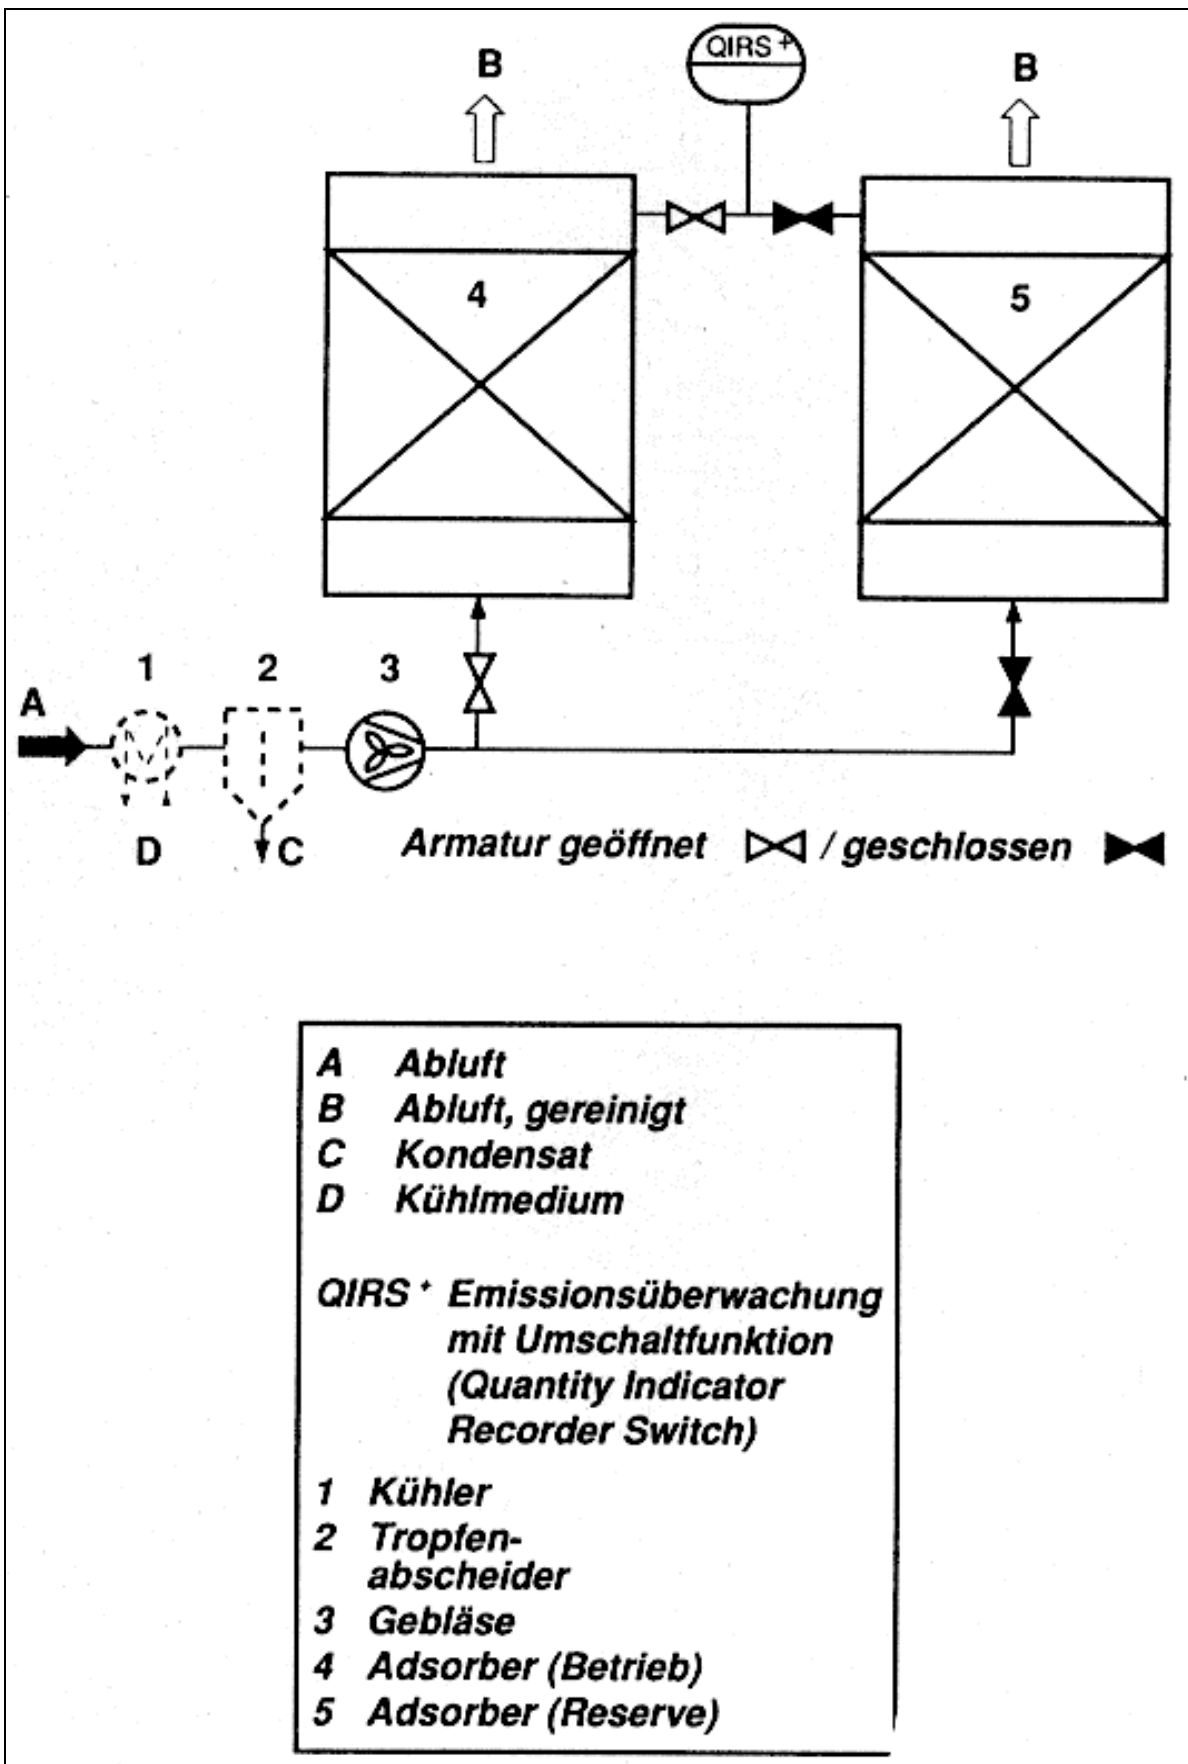 B
QIRS +
B
4
5
1
2
3
A
D
C
Armatur geöffnet / geschlossen
A Abluft
B Abluft, gereinigt
C Kondensat
D Kühlmedium
QIRS + Emissionsüberwachung
mit Umschaltfunktion
(Quantity Indicator
Recorder Switch)
1 Kühler
2 Tropfen-
abscheider
3 Gebläse
4 Adsorber (Betrieb)
5 Adsorber (Reserve)